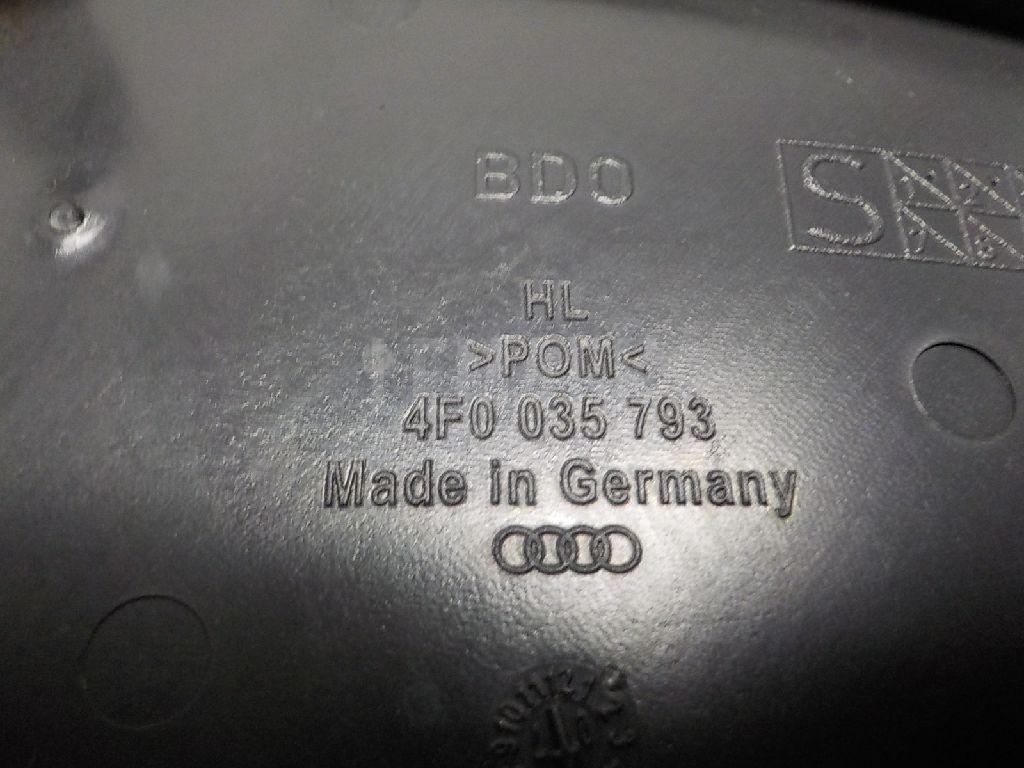 BDO
S
HL
>POM<
4F0 035 793
Made in Germany